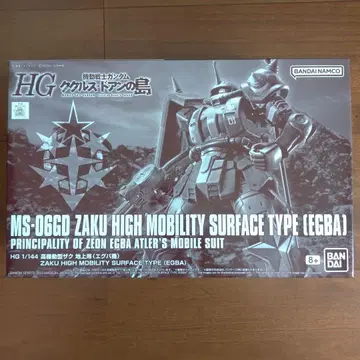 HG
機動戦士ガンダム
ククルス・ドアンの島
BANDAI NAMCO
MS-06GD ZAKU HIGH MOBILITY SURFACE TYPE (EGBA)
PRINCIPALITY OF ZEON EGBA ATLER'S MOBILE SUIT
HG 1/144 高機動型ザク 地上用(エグバ機)
ZAKU HIGH MOBILITY SURFACE TYPE (EGBA)
8+
BAN
DAI